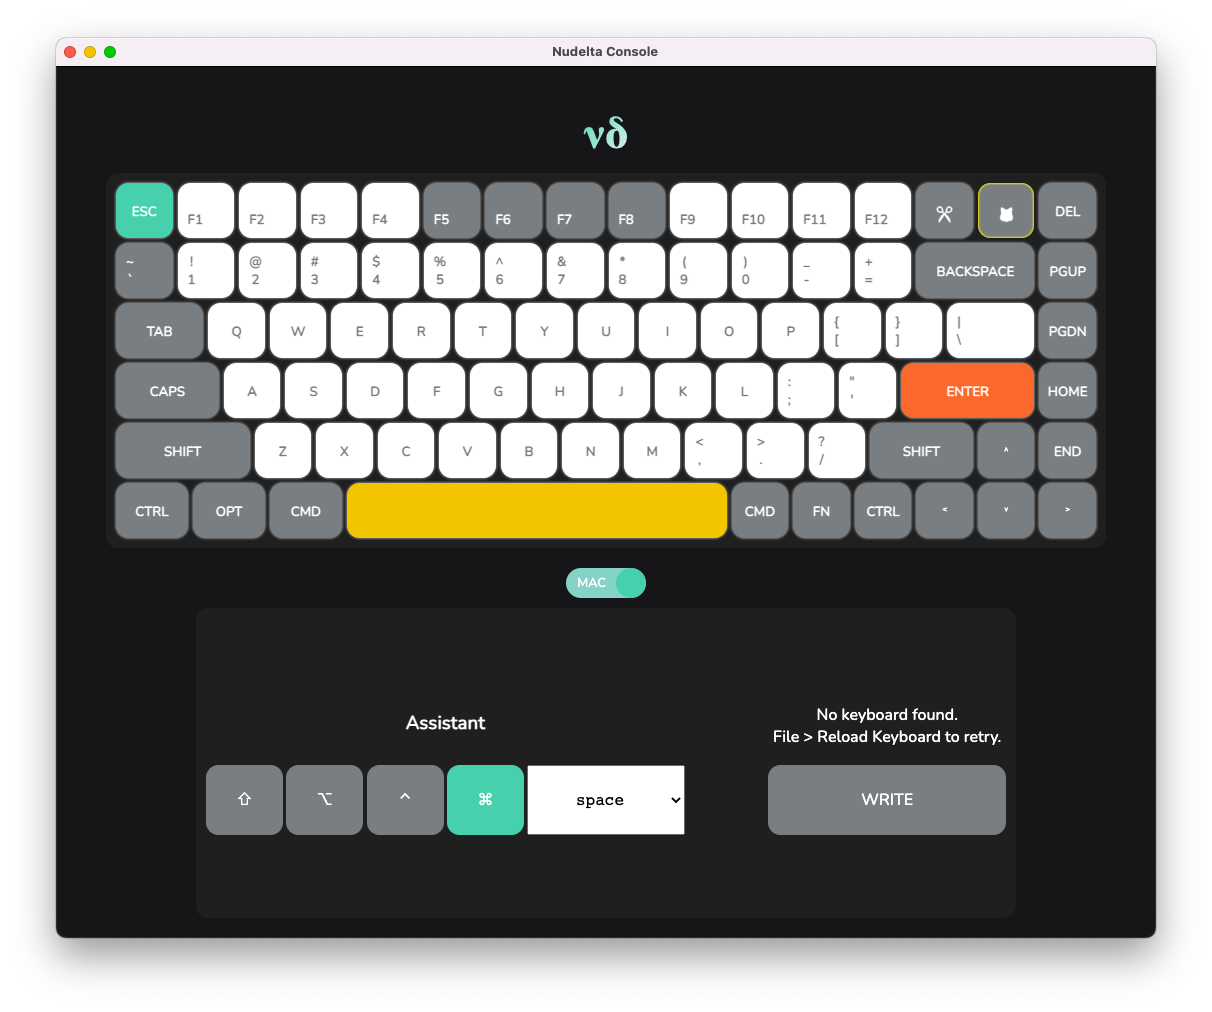 Nudelta Console
νδ
ESC F1 F2 F3 F4 F5 F6 F7 F8 F9 F10 F11 F12 DEL
~ ! @ # $ % ^ & * ( ) _ +
` 1 2 3 4 5 6 7 8 9 0 - = BACKSPACE PGUP
TAB Q W E R T Y U I O P { } | PGDN
[ ] \
CAPS A S D F G H J K L : " ENTER HOME
; '
SHIFT Z X C V B N M < > ? SHIFT ^ END
, . /
CTRL OPT CMD CMD FN CTRL < v >
MAC
Assistant
No keyboard found.
File > Reload Keyboard to retry.
⇧ ⌥ ^ ⌘ space WRITE